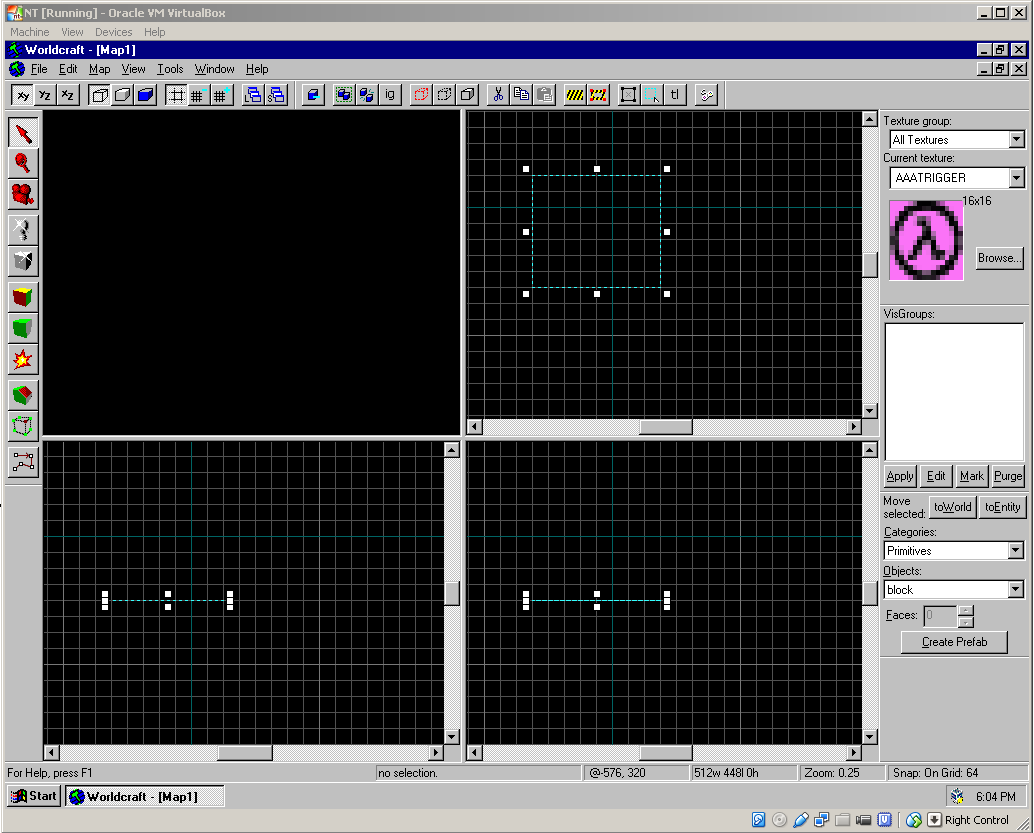 NT [Running] - Oracle VM VirtualBox
Machine View Devices Help
Worldcraft - [Map1]
File Edit Map View Tools Window Help
xy yz xz ig tl
Texture group:
All Textures
Current texture:
AAATRIGGER
16x16
Browse...
VisGroups:
Apply Edit Mark Purge
Move
selected: toWorld toEntity
Categories:
Primitives
Objects:
block
Faces: 0
Create Prefab
For Help, press F1 no selection. @-576, 320 512w 448l 0h Zoom: 0.25 Snap: On Grid: 64
Start Worldcraft - [Map1] 6:04 PM
Right Control